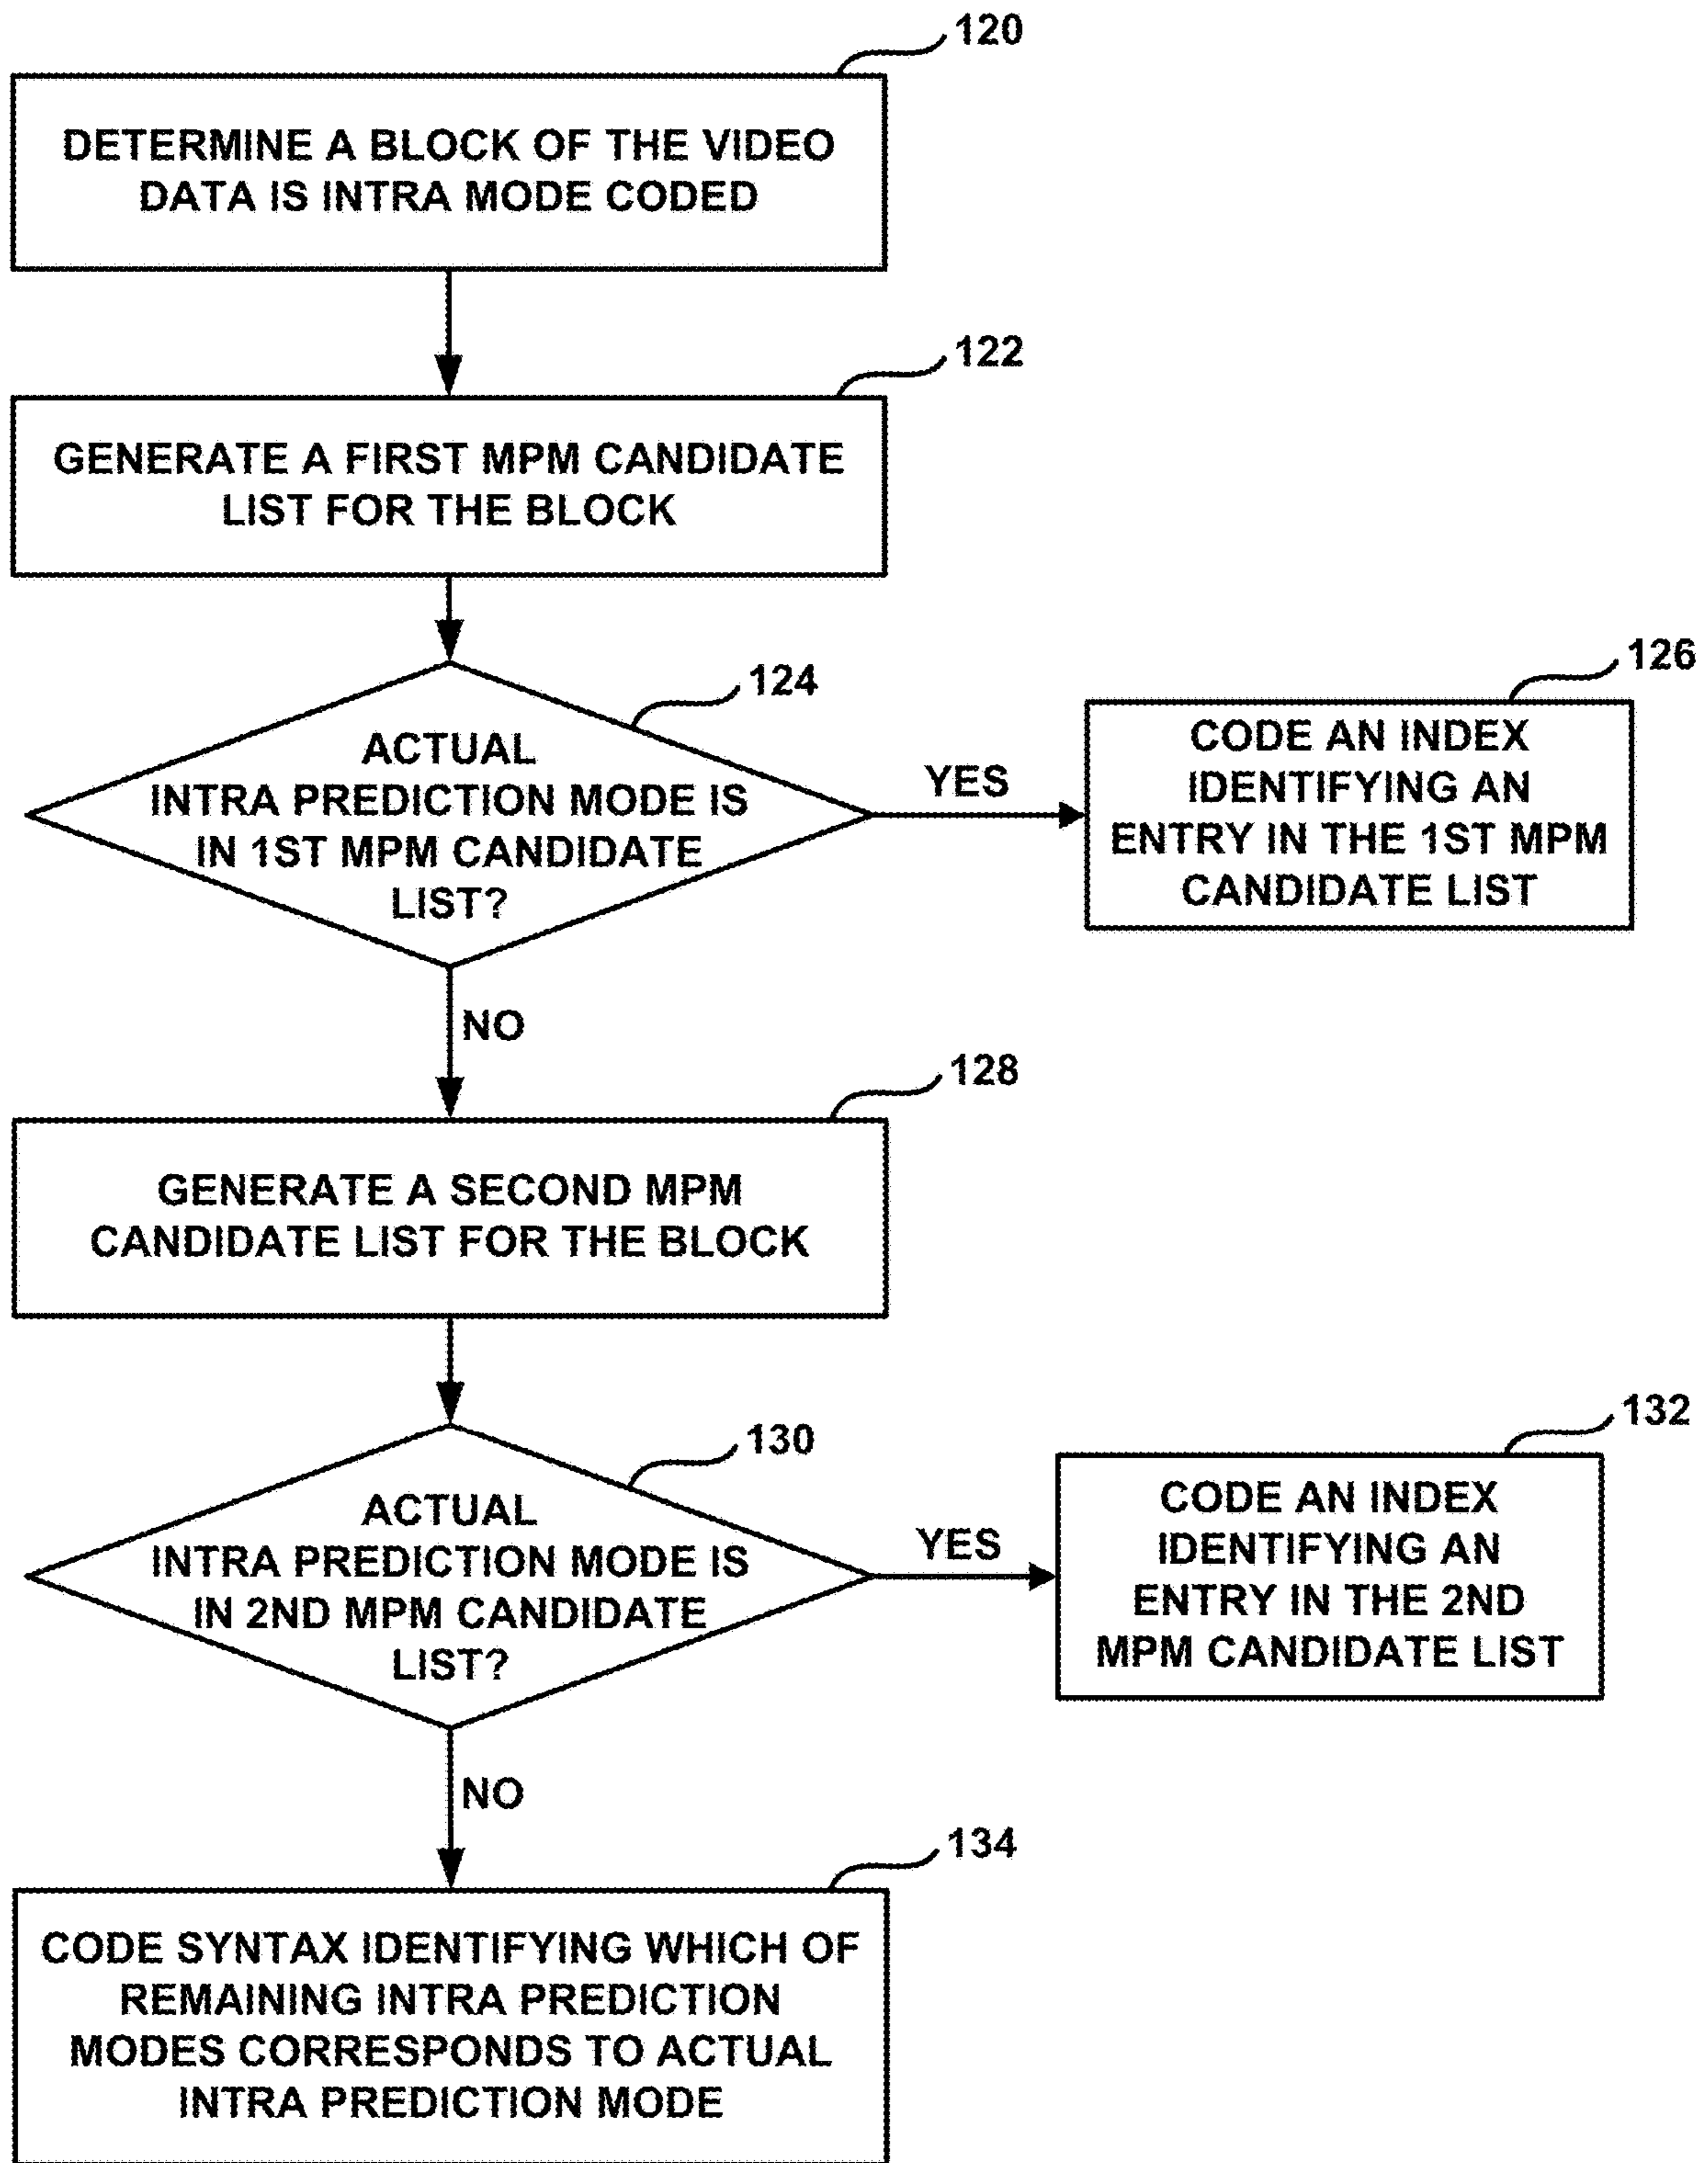 120
DETERMINE A BLOCK OF THE VIDEO
DATA IS INTRA MODE CODED
122
GENERATE A FIRST MPM CANDIDATE
LIST FOR THE BLOCK
124
ACTUAL
INTRA PREDICTION MODE IS
IN 1ST MPM CANDIDATE
LIST?
YES
126
CODE AN INDEX
IDENTIFYING AN
ENTRY IN THE 1ST MPM
CANDIDATE LIST
NO
128
GENERATE A SECOND MPM
CANDIDATE LIST FOR THE BLOCK
130
ACTUAL
INTRA PREDICTION MODE IS
IN 2ND MPM CANDIDATE
LIST?
YES
132
CODE AN INDEX
IDENTIFYING AN
ENTRY IN THE 2ND
MPM CANDIDATE LIST
NO
134
CODE SYNTAX IDENTIFYING WHICH OF
REMAINING INTRA PREDICTION
MODES CORRESPONDS TO ACTUAL
INTRA PREDICTION MODE